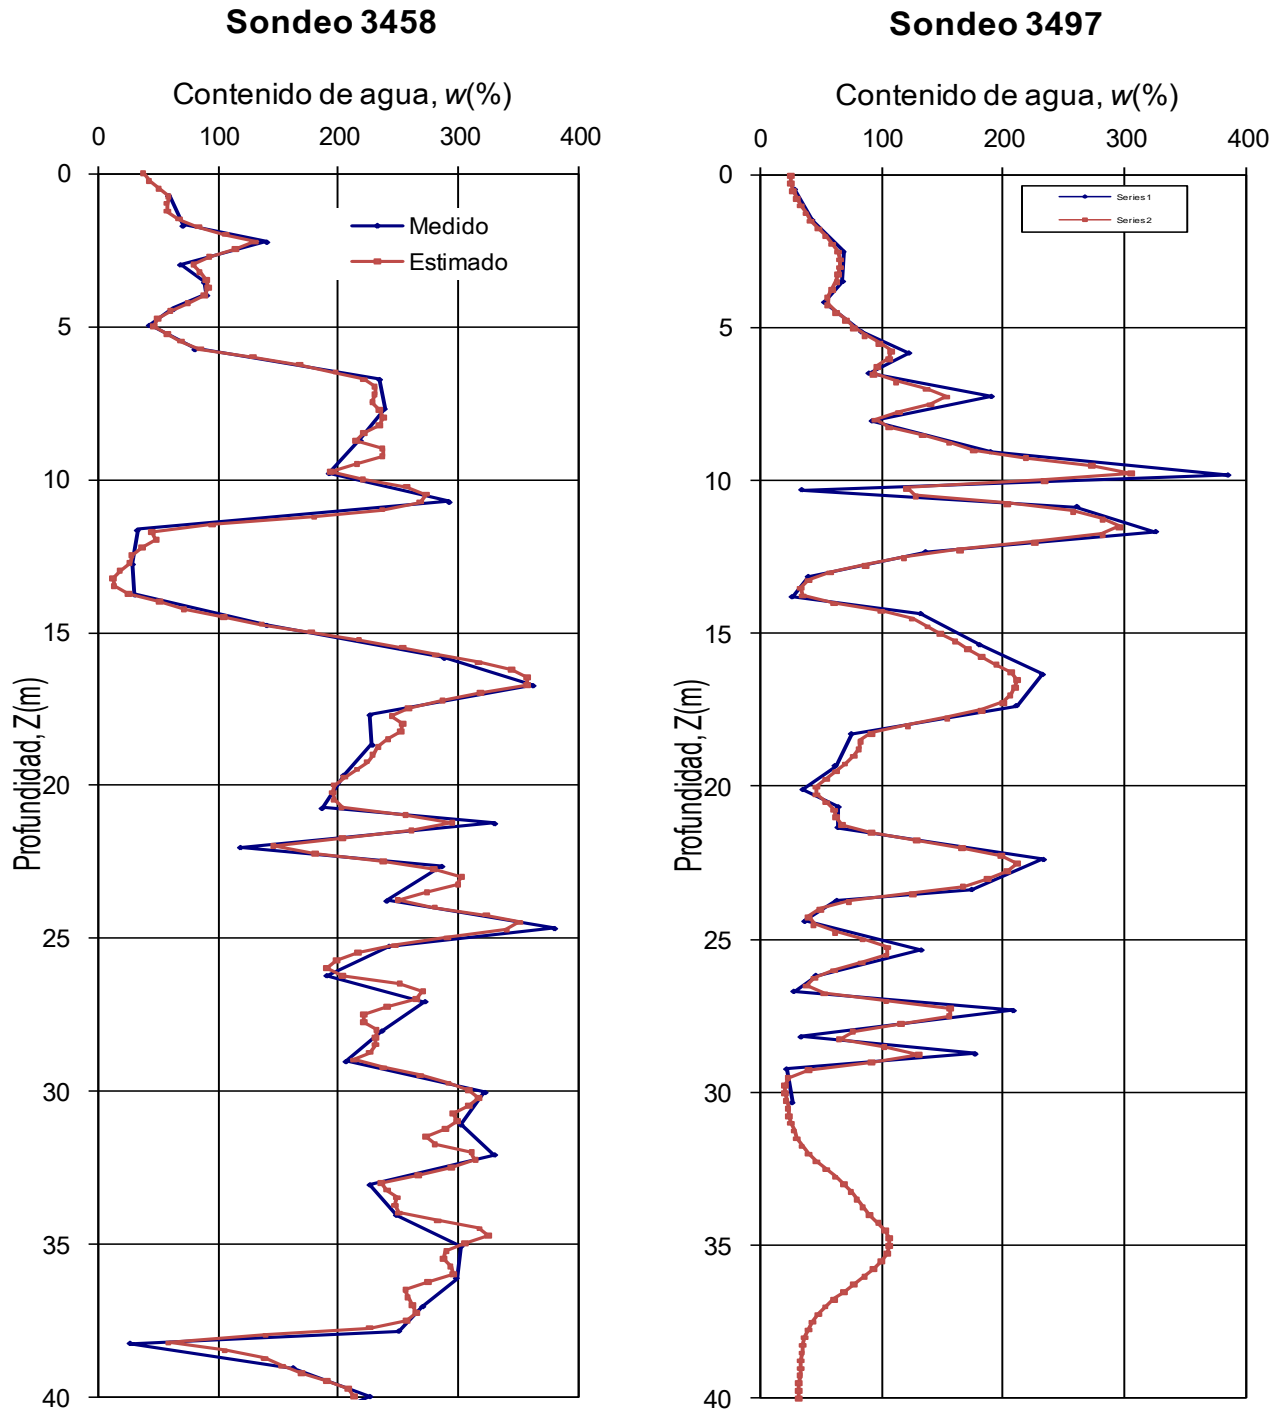 Sondeo 3458
Contenido de agua, w(%)
0 100 200 300 400
0
5
10
15
20
25
30
35
40
Profundidad, Z(m)
Medido
Estimado
Sondeo 3497
Contenido de agua, w(%)
0 100 200 300 400
0
5
10
15
20
25
30
35
40
Profundidad, Z(m)
Series1
Series2